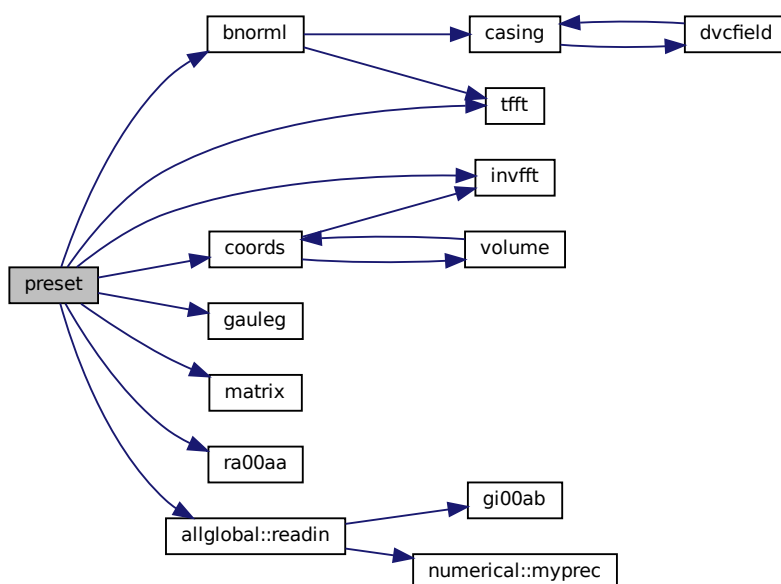 bnorml
casing
dvcfield
tfft
invfft
coords
volume
preset
gauleg
matrix
ra00aa
gi00ab
allglobal::readin
numerical::myprec